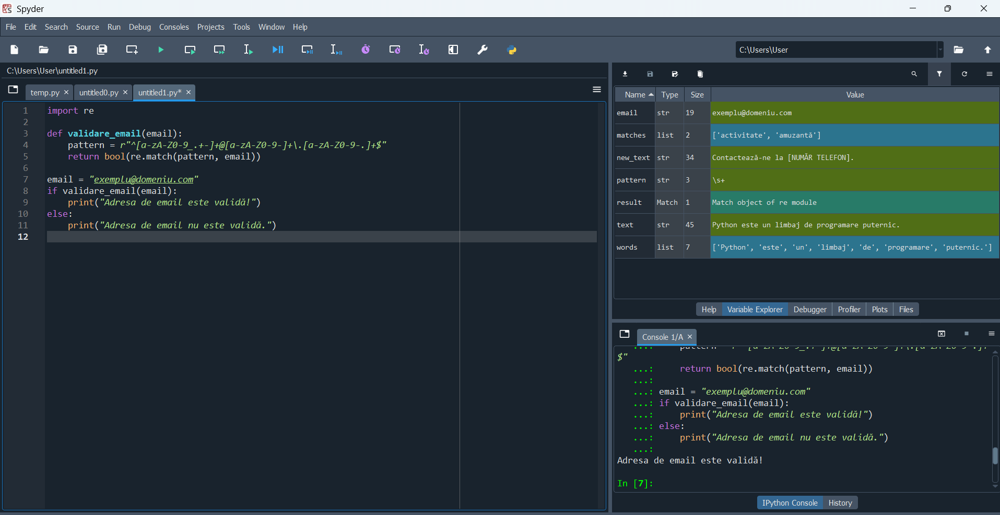 Spyder
File Edit Search Source Run Debug Consoles Projects Tools Window Help
C:\Users\User
C:\Users\User\untitled1.py
temp.py untitled0.py untitled1.py*
1 import re
2
3 def validare_email(email):
4     pattern = r"^[a-zA-Z0-9_.+-]+@[a-zA-Z0-9-]+\.[a-zA-Z0-9-.]+$"
5     return bool(re.match(pattern, email))
6
7 email = "exemplu@domeniu.com"
8 if validare_email(email):
9     print("Adresa de email este validă!")
10 else:
11     print("Adresa de email nu este validă.")
12
Name Type Size Value
email str 19 exemplu@domeniu.com
matches list 2 ['activitate', 'amuzantă']
new_text str 34 Contactează-ne la [NUMĂR TELEFON].
pattern str 3 \s+
result Match 1 Match object of re module
text str 45 Python este un limbaj de programare puternic.
words list 7 ['Python', 'este', 'un', 'limbaj', 'de', 'programare', 'puternic.']
Help Variable Explorer Debugger Profiler Plots Files
Console 1/A
$"
...:     return bool(re.match(pattern, email))
...:
...: email = "exemplu@domeniu.com"
...: if validare_email(email):
...:     print("Adresa de email este validă!")
...: else:
...:     print("Adresa de email nu este validă.")
...:
Adresa de email este validă!
In [7]:
IPython Console History